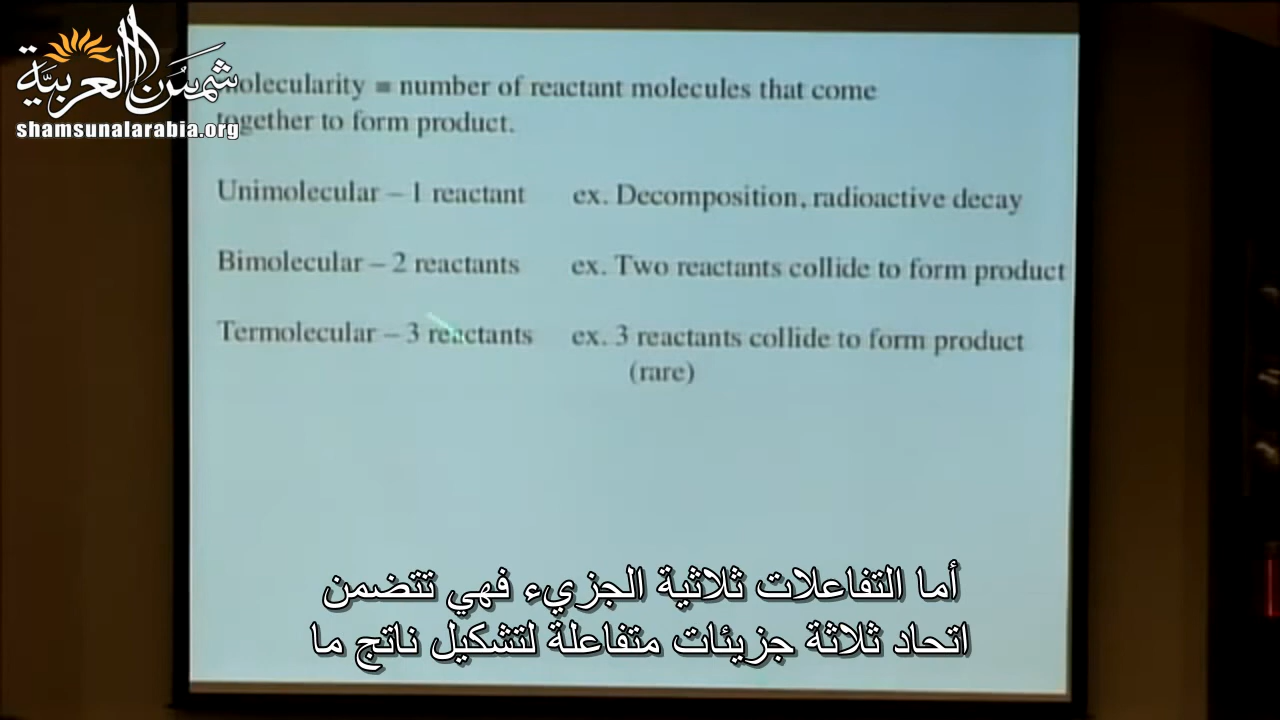 شمسُ العربيّة
shamsunalarabia.org
olecularity ≡ number of reactant molecules that come
together to form product.
Unimolecular – 1 reactant ex. Decomposition, radioactive decay
Bimolecular – 2 reactants ex. Two reactants collide to form product
Termolecular – 3 reactants ex. 3 reactants collide to form product
(rare)
أما التفاعلات ثلاثية الجزيء فهي تتضمن
اتحاد ثلاثة جزيئات متفاعلة لتشكيل ناتج ما